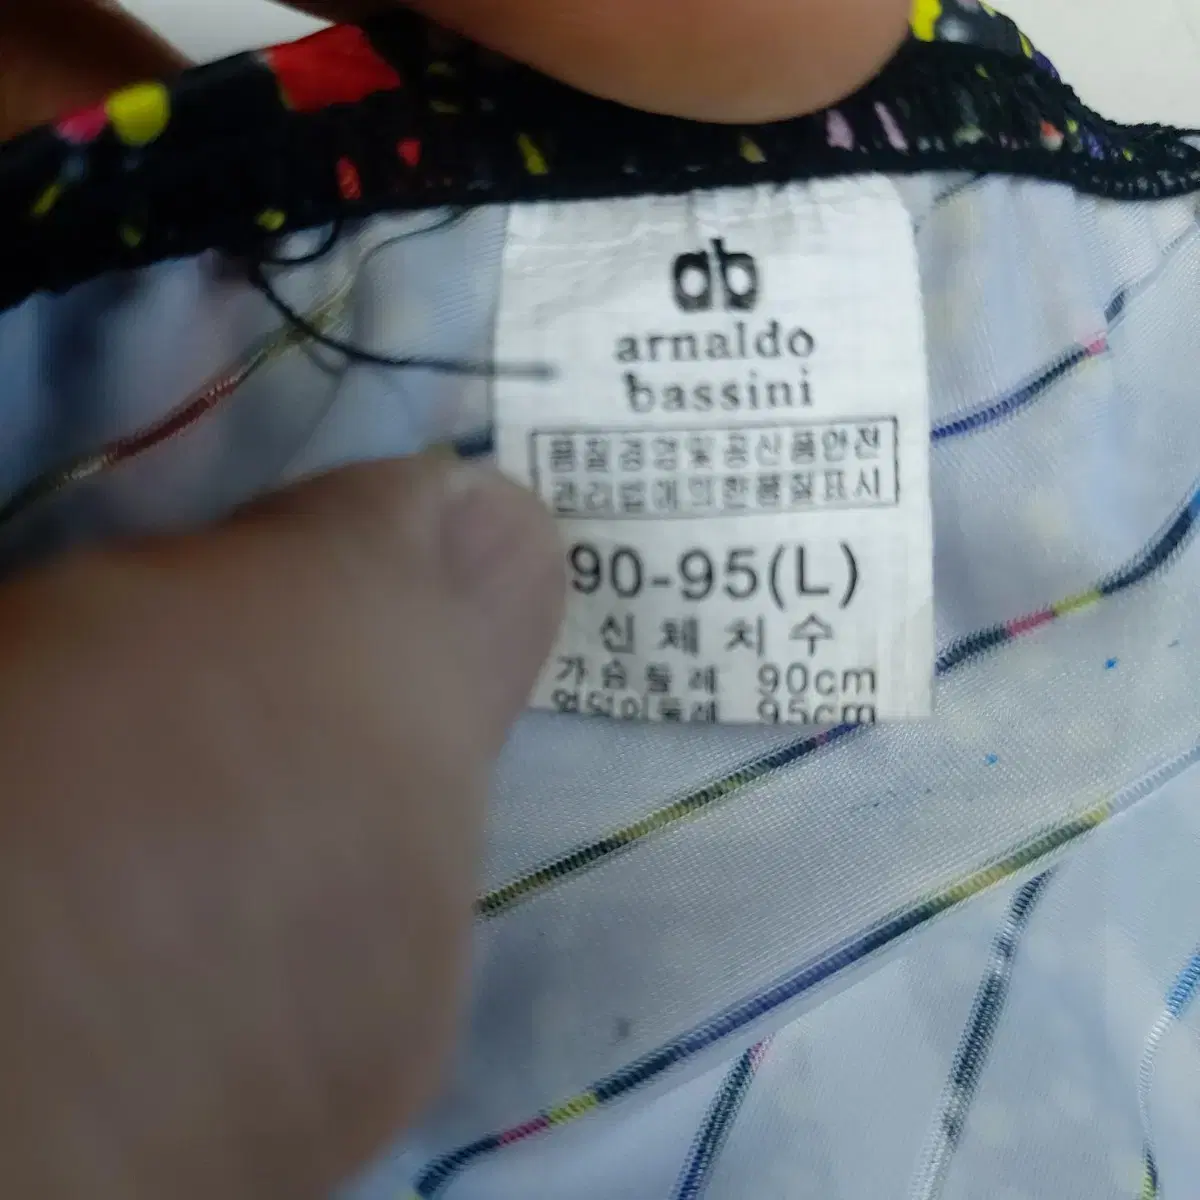 ab
arnaldo
bassini
품질경영및공산품안전
관리법에의한품질표시
90-95(L)
신체치수
가슴둘레 90cm
엉덩이둘레 95cm